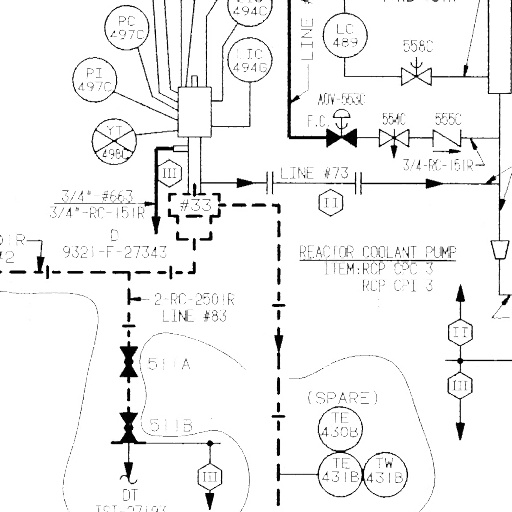 PC
497C
494C
LC
489
LINE
IC
494G
558C
PI
497C
AOV-553C
F.C.
554C
555C
YT
498C
3/4-RC-151R
III
LINE #73
3/4" #663
3/4"-RC-151R
#33
II
D
9321-F-27343
REACTOR COOLANT PUMP
ITEM:RCP CPC 3
RCP CP1 3
#2
2-RC-2501R
LINE #83
II
511A
III
(SPARE)
TE
430B
511B
III
TE
431B
TW
431B
DT